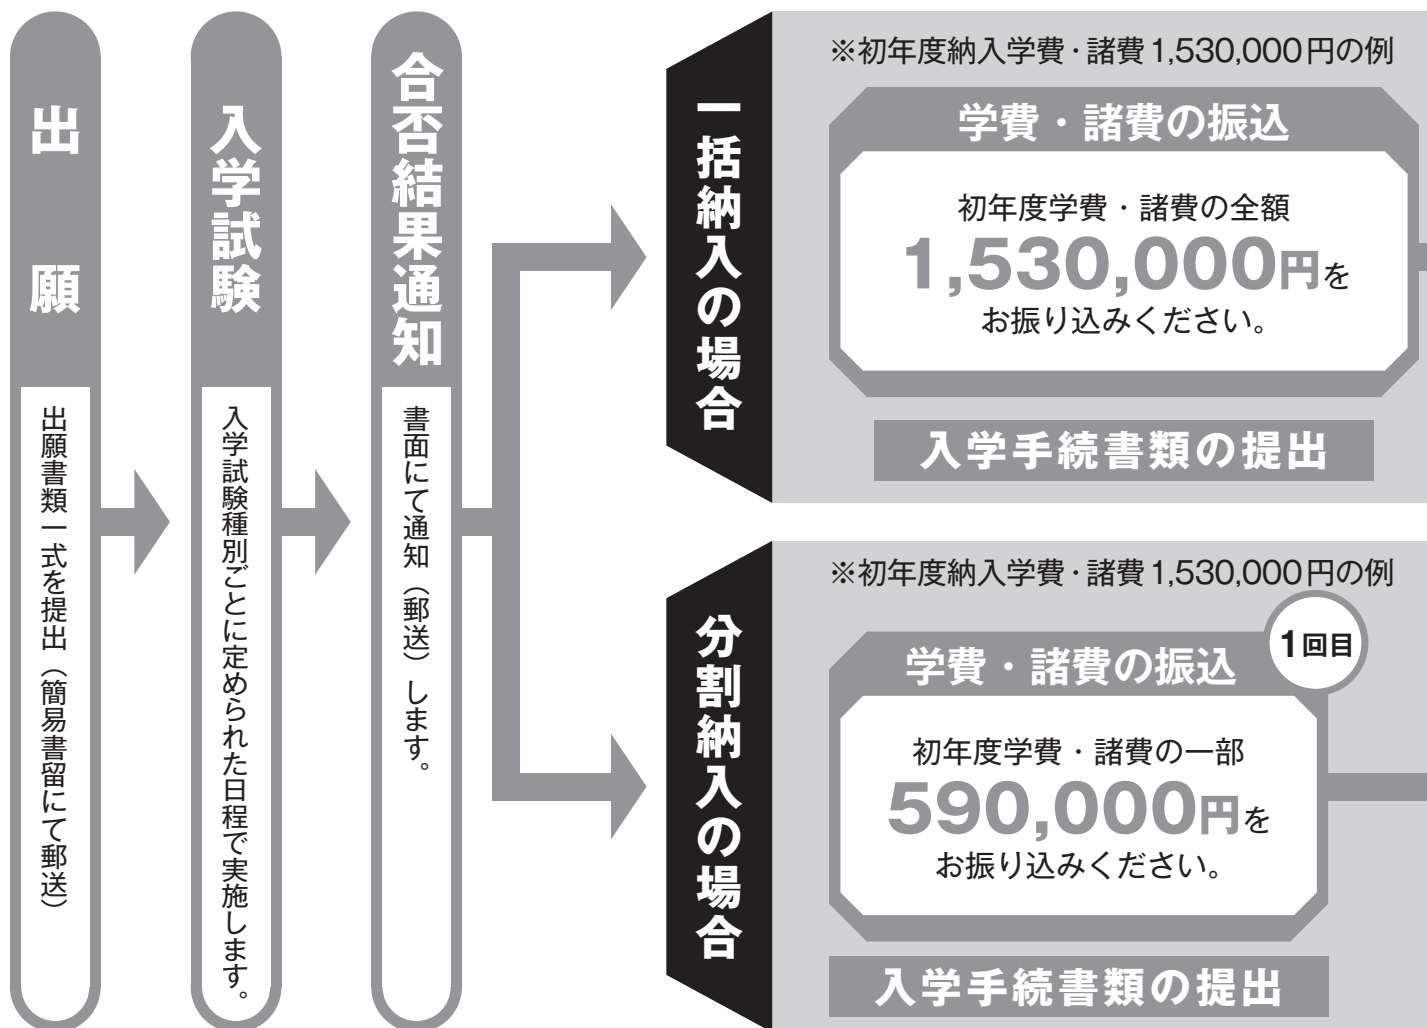 出願
出願書類一式を提出（簡易書留にて郵送）
入学試験
入学試験種別ごとに定められた日程で実施します。
合否結果通知
書面にて通知（郵送）します。
一括納入の場合
※初年度納入学費・諸費1,530,000円の例
学費・諸費の振込
初年度学費・諸費の全額
1,530,000円を
お振り込みください。
入学手続書類の提出
分割納入の場合
※初年度納入学費・諸費1,530,000円の例
1回目
学費・諸費の振込
初年度学費・諸費の一部
590,000円を
お振り込みください。
入学手続書類の提出